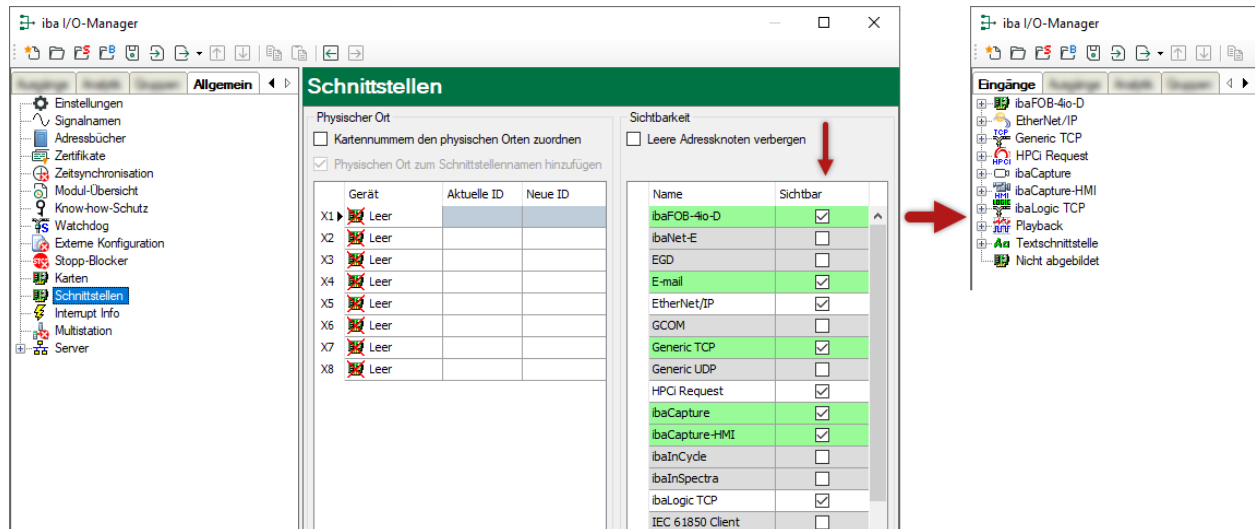 iba I/O-Manager
Allgemein
Einstellungen
Signalnamen
Adressbücher
Zertifikate
Zeitsynchronisation
Modul-Übersicht
Know-how-Schutz
Watchdog
Externe Konfiguration
Stopp-Blocker
Karten
Schnittstellen
Interrupt Info
Multistation
Server
Schnittstellen
Physischer Ort
Kartennummern den physischen Orten zuordnen
Physischen Ort zum Schnittstellennamen hinzufügen
Gerät Aktuelle ID Neue ID
X1 Leer
X2 Leer
X3 Leer
X4 Leer
X5 Leer
X6 Leer
X7 Leer
X8 Leer
Sichtbarkeit
Leere Adressknoten verbergen
Name Sichtbar
ibaFOB-4io-D
ibaNet-E
EGD
E-mail
EtherNet/IP
GCOM
Generic TCP
Generic UDP
HPCi Request
ibaCapture
ibaCapture-HMI
ibaInCycle
ibaInSpectra
ibaLogic TCP
IEC 61850 Client
iba I/O-Manager
Eingänge
ibaFOB-4io-D
EtherNet/IP
Generic TCP
HPCi Request
ibaCapture
ibaCapture-HMI
ibaLogic TCP
Playback
Textschnittstelle
Nicht abgebildet